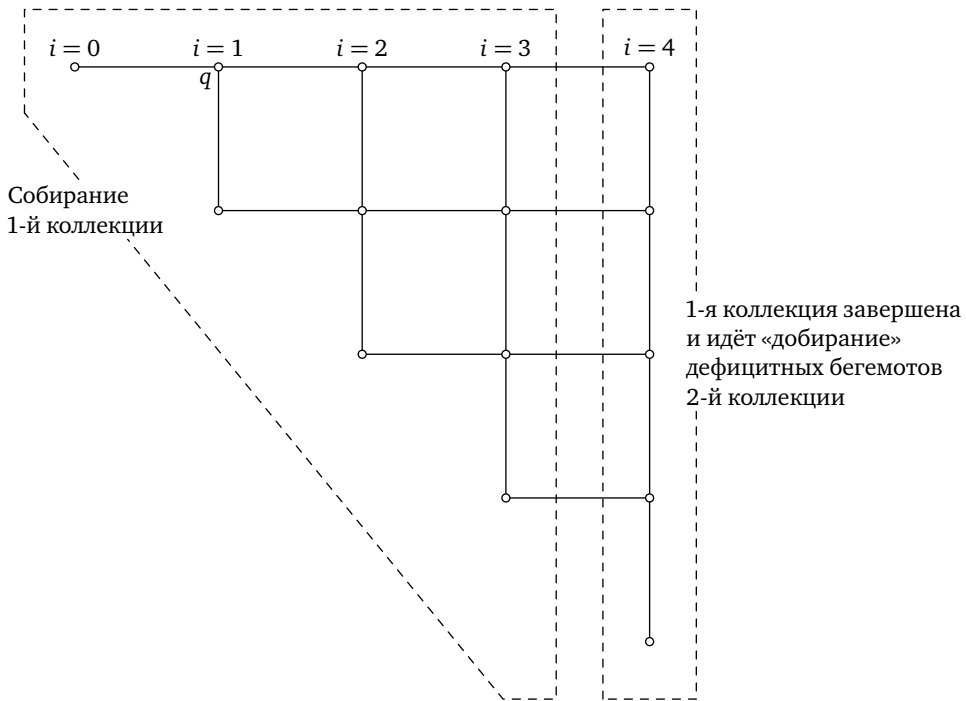 i = 0
i = 1
i = 2
i = 3
i = 4
q
Собирание
1-й коллекции
1-я коллекция завершена
и идёт «добирание»
дефицитных бегемотов
2-й коллекции